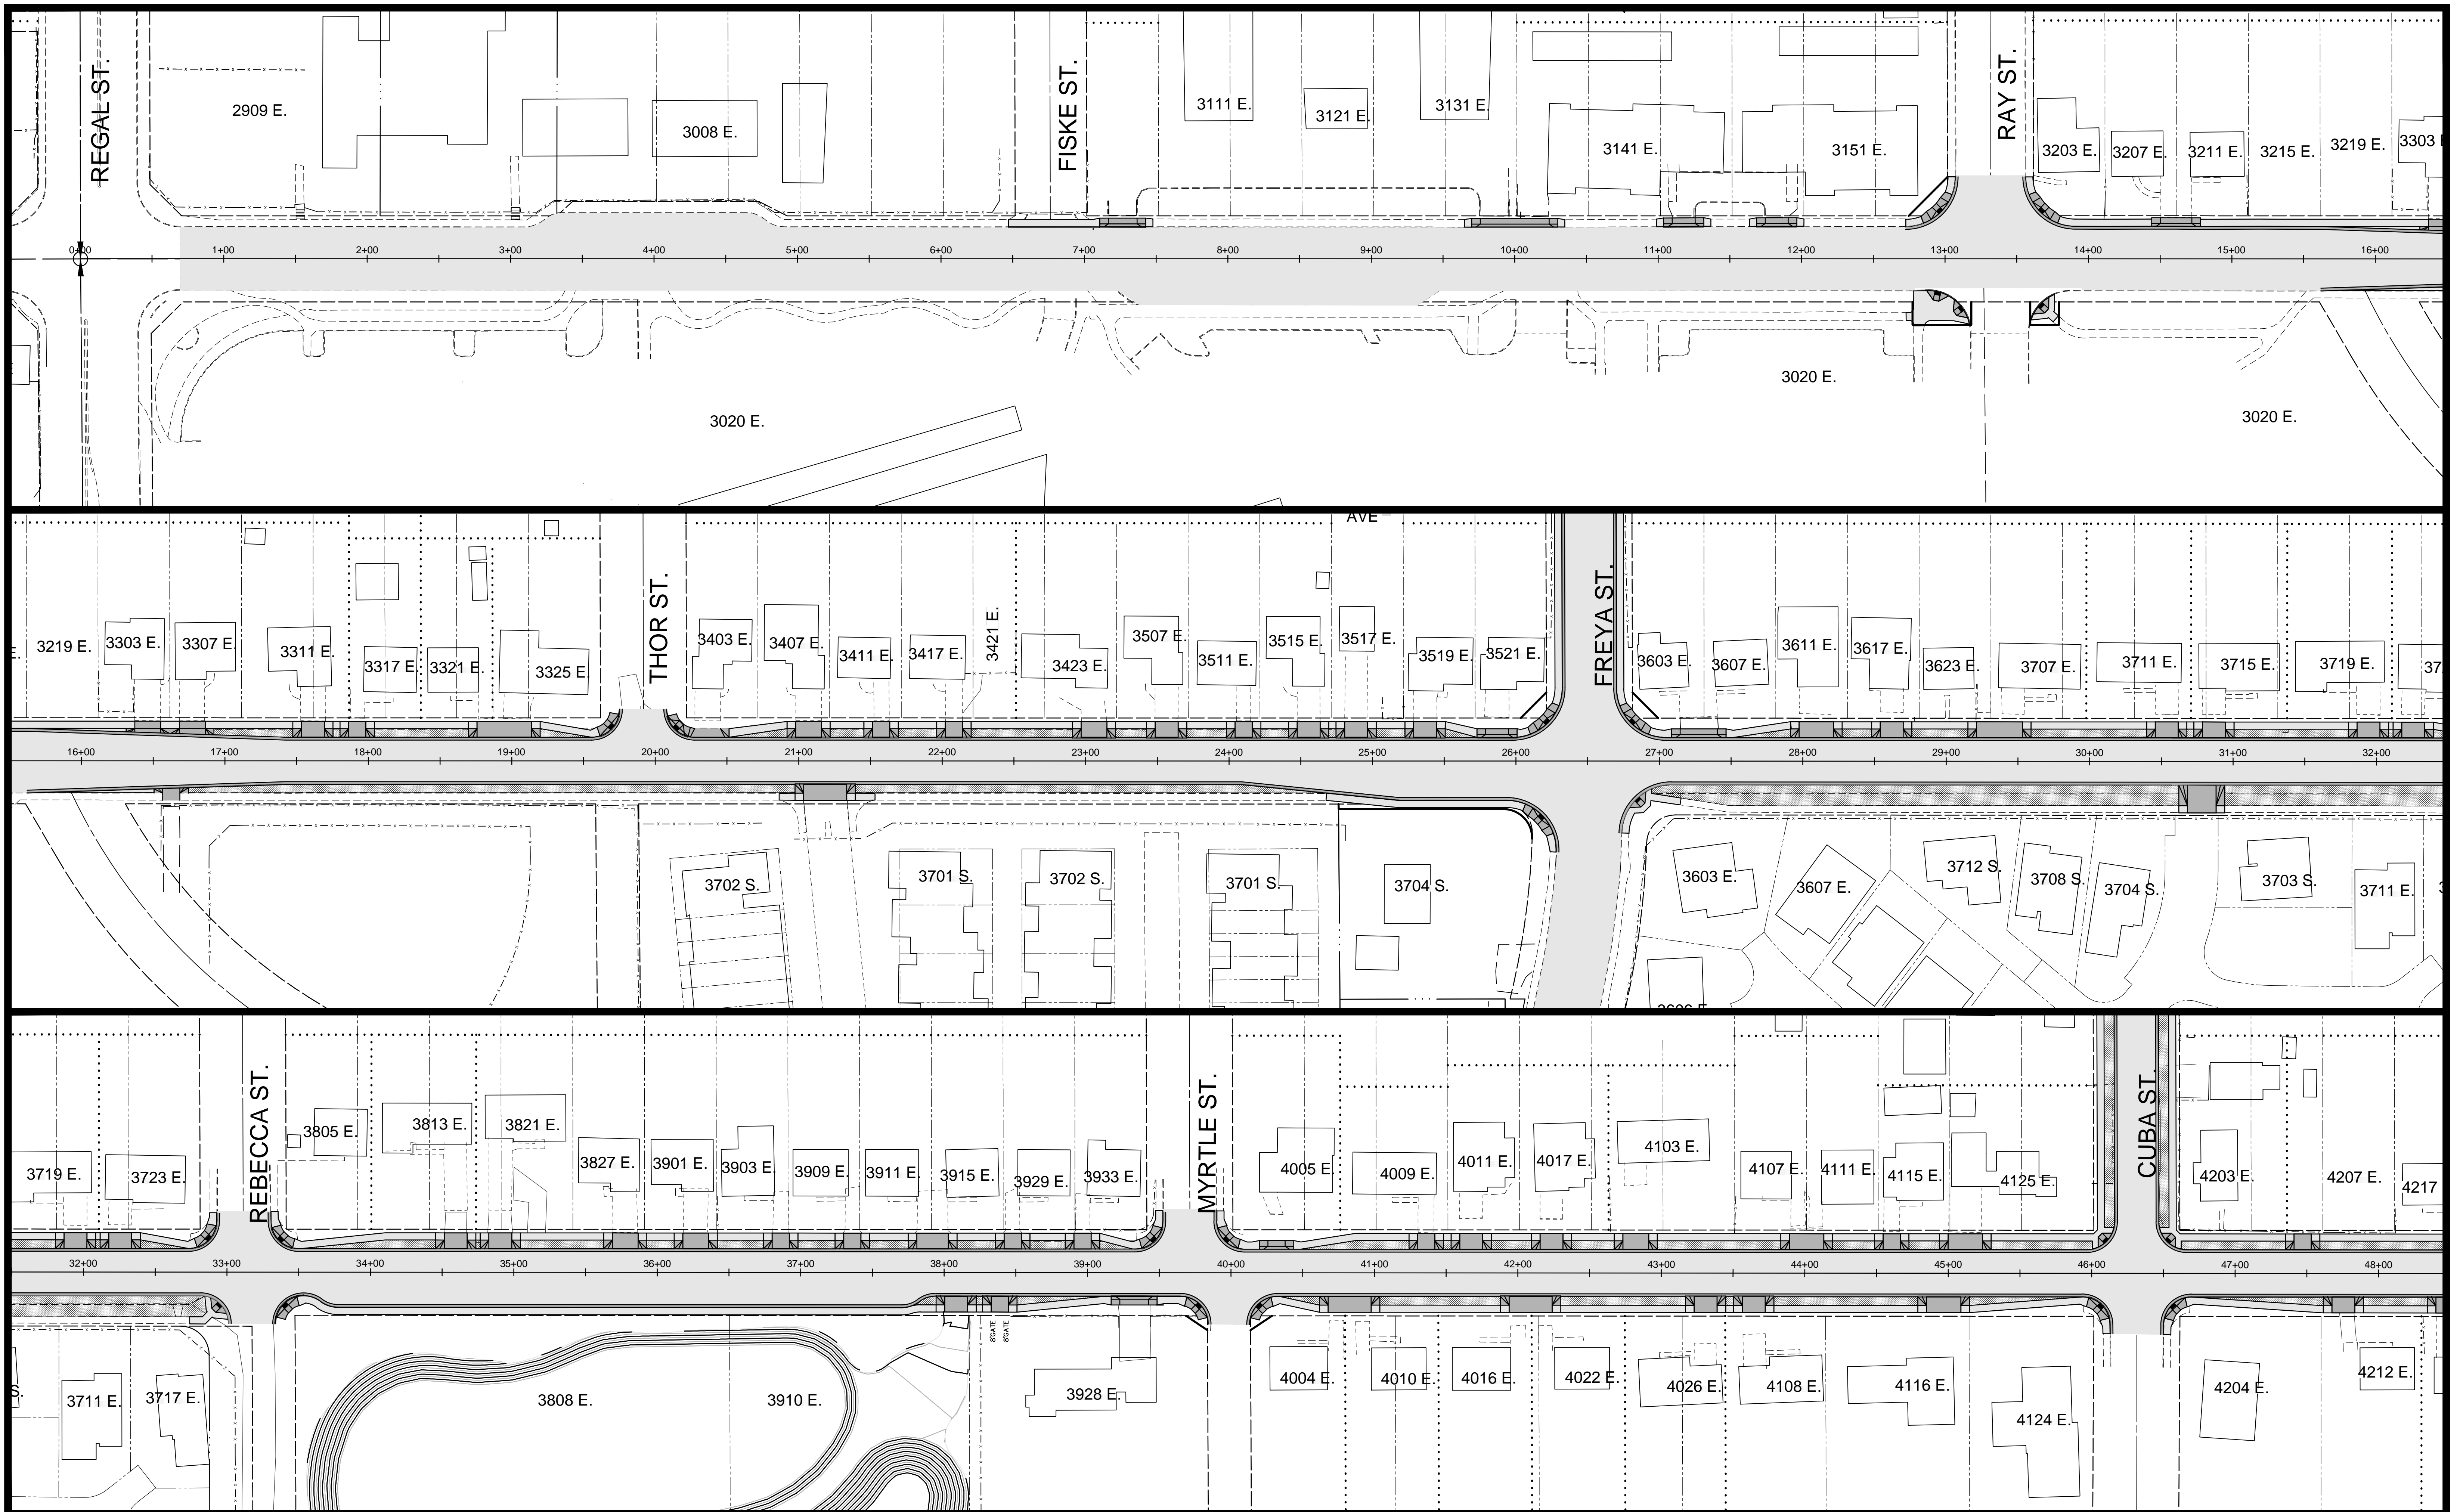 REGAL ST.
2909 E.
3008 E.
FISKE ST.
3111 E.
3121 E.
3131 E.
3141 E.
3151 E.
RAY ST.
3203 E.
3207 E.
3211 E.
3215 E.
3219 E.
3303
0+00 1+00 2+00 3+00 4+00 5+00 6+00 7+00 8+00 9+00 10+00 11+00 12+00 13+00 14+00 15+00 16+00
3020 E.
3020 E.
3020 E.
AVE
E.
3219 E.
3303 E.
3307 E.
3311 E.
3317 E.
3321 E.
3325 E.
THOR ST.
3403 E.
3407 E.
3411 E.
3417 E.
3421 E.
3423 E.
3507 E.
3511 E.
3515 E.
3517 E.
3519 E.
3521 E.
FREYA ST.
3603 E.
3607 E.
3611 E.
3617 E.
3623 E.
3707 E.
3711 E.
3715 E.
3719 E.
37
16+00 17+00 18+00 19+00 20+00 21+00 22+00 23+00 24+00 25+00 26+00 27+00 28+00 29+00 30+00 31+00 32+00
3702 S.
3701 S.
3702 S.
3701 S.
3704 S.
3603 E.
3607 E.
3712 S.
3708 S.
3704 S.
3703 S.
3711 E.
3719 E.
3723 E.
REBECCA ST.
3805 E.
3813 E.
3821 E.
3827 E.
3901 E.
3903 E.
3909 E.
3911 E.
3915 E.
3929 E.
3933 E.
MYRTLE ST.
4005 E.
4009 E.
4011 E.
4017 E.
4103 E.
4107 E.
4111 E.
4115 E.
4125 E.
CUBA ST.
4203 E.
4207 E.
4217
32+00 33+00 34+00 35+00 36+00 37+00 38+00 39+00 40+00 41+00 42+00 43+00 44+00 45+00 46+00 47+00 48+00
8'GATE
8'GATE
S.
3711 E.
3717 E.
3808 E.
3910 E.
3928 E.
4004 E.
4010 E.
4016 E.
4022 E.
4026 E.
4108 E.
4116 E.
4124 E.
4204 E.
4212 E.